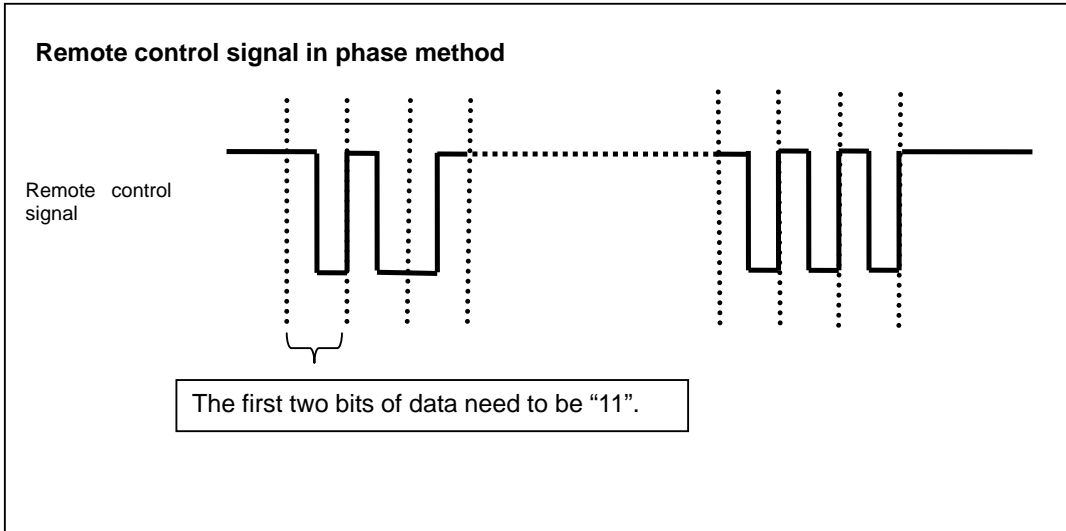 Remote control signal in phase method
Remote control
signal
The first two bits of data need to be “11”.